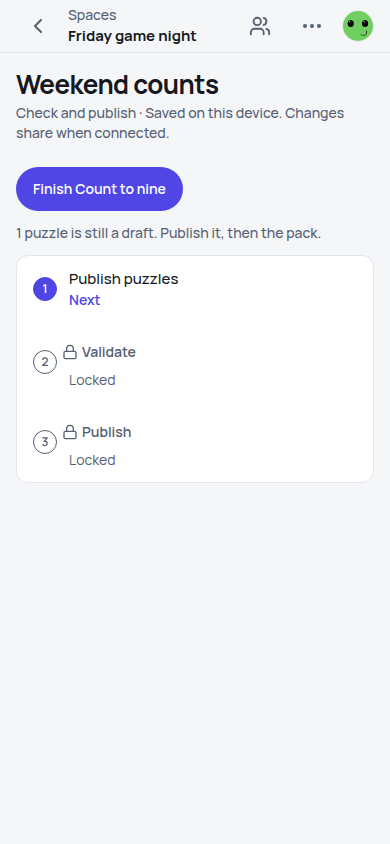 Spaces
Friday game night
Weekend counts
Check and publish · Saved on this device. Changes
share when connected.
Finish Count to nine
1 puzzle is still a draft. Publish it, then the pack.
1 Publish puzzles
Next
2 Validate
Locked
3 Publish
Locked